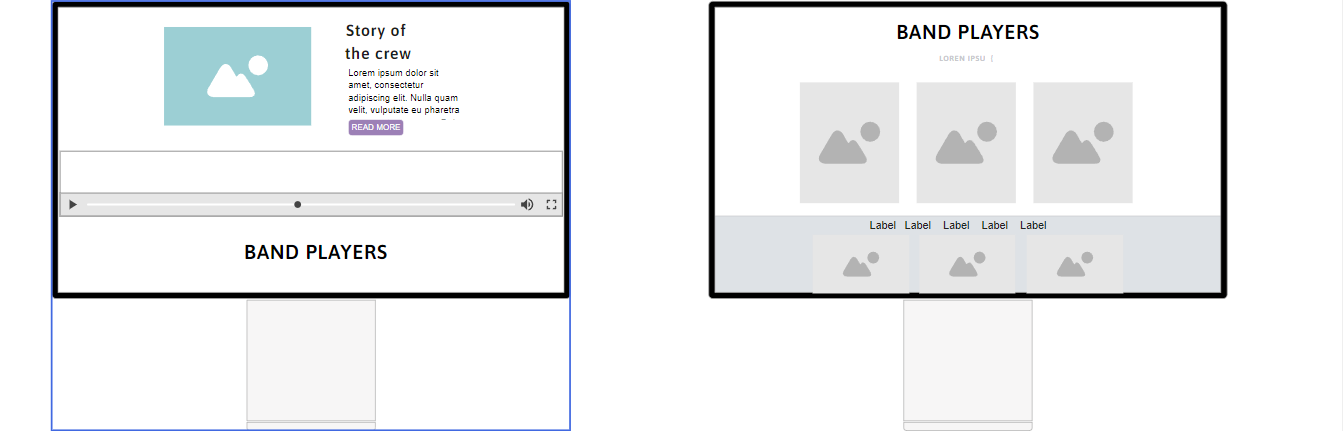 Story of
the crew
Lorem ipsum dolor sit
amet, consectetur
adipiscing elit. Nulla quam
velit, vulputate eu pharetra
READ MORE
BAND PLAYERS
BAND PLAYERS
LOREM IPSU
Label Label Label Label Label